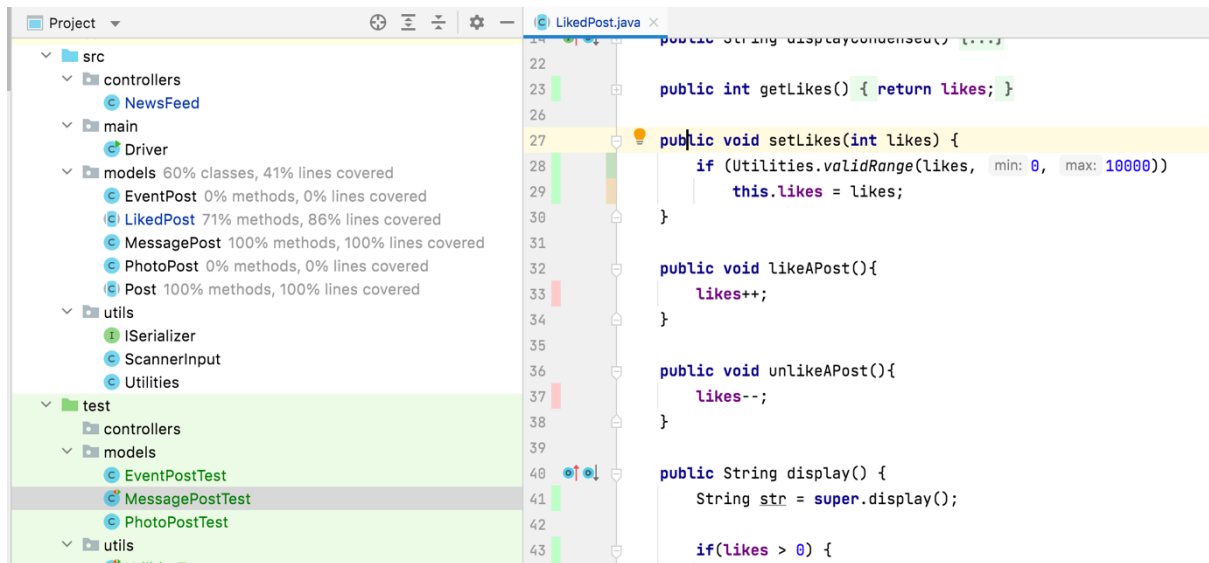 Project
src
controllers
NewsFeed
main
Driver
models 60% classes, 41% lines covered
EventPost 0% methods, 0% lines covered
LikedPost 71% methods, 86% lines covered
MessagePost 100% methods, 100% lines covered
PhotoPost 0% methods, 0% lines covered
Post 100% methods, 100% lines covered
utils
ISerializer
ScannerInput
Utilities
test
controllers
models
EventPostTest
MessagePostTest
PhotoPostTest
utils
LikedPost.java
14 public String displayCondensed() {...}
22
23 public int getLikes() { return likes; }
26
27 public void setLikes(int likes) {
28 if (Utilities.validRange(likes, min: 0, max: 10000))
29 this.likes = likes;
30 }
31
32 public void likeAPost(){
33 likes++;
34 }
35
36 public void unlikeAPost(){
37 likes--;
38 }
39
40 public String display() {
41 String str = super.display();
42
43 if(likes > 0) {